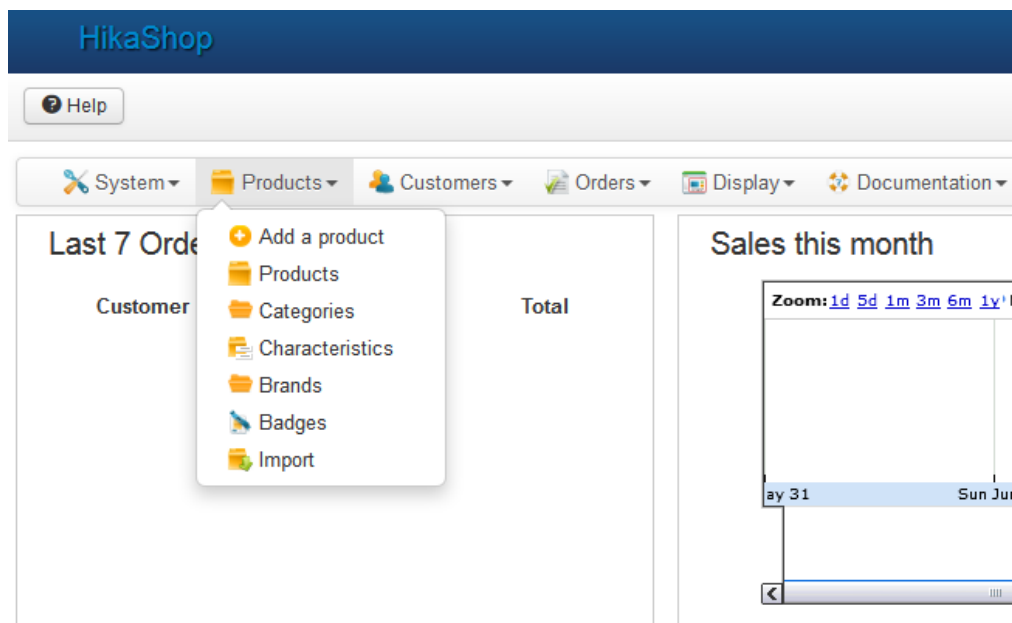 HikaShop
Help
System Products Customers Orders Display Documentation
Last 7 Orde
Add a product
Products
Categories
Characteristics
Brands
Badges
Import
Customer
Total
Sales this month
Zoom: 1d 5d 1m 3m 6m 1y
ay 31 Sun Jun